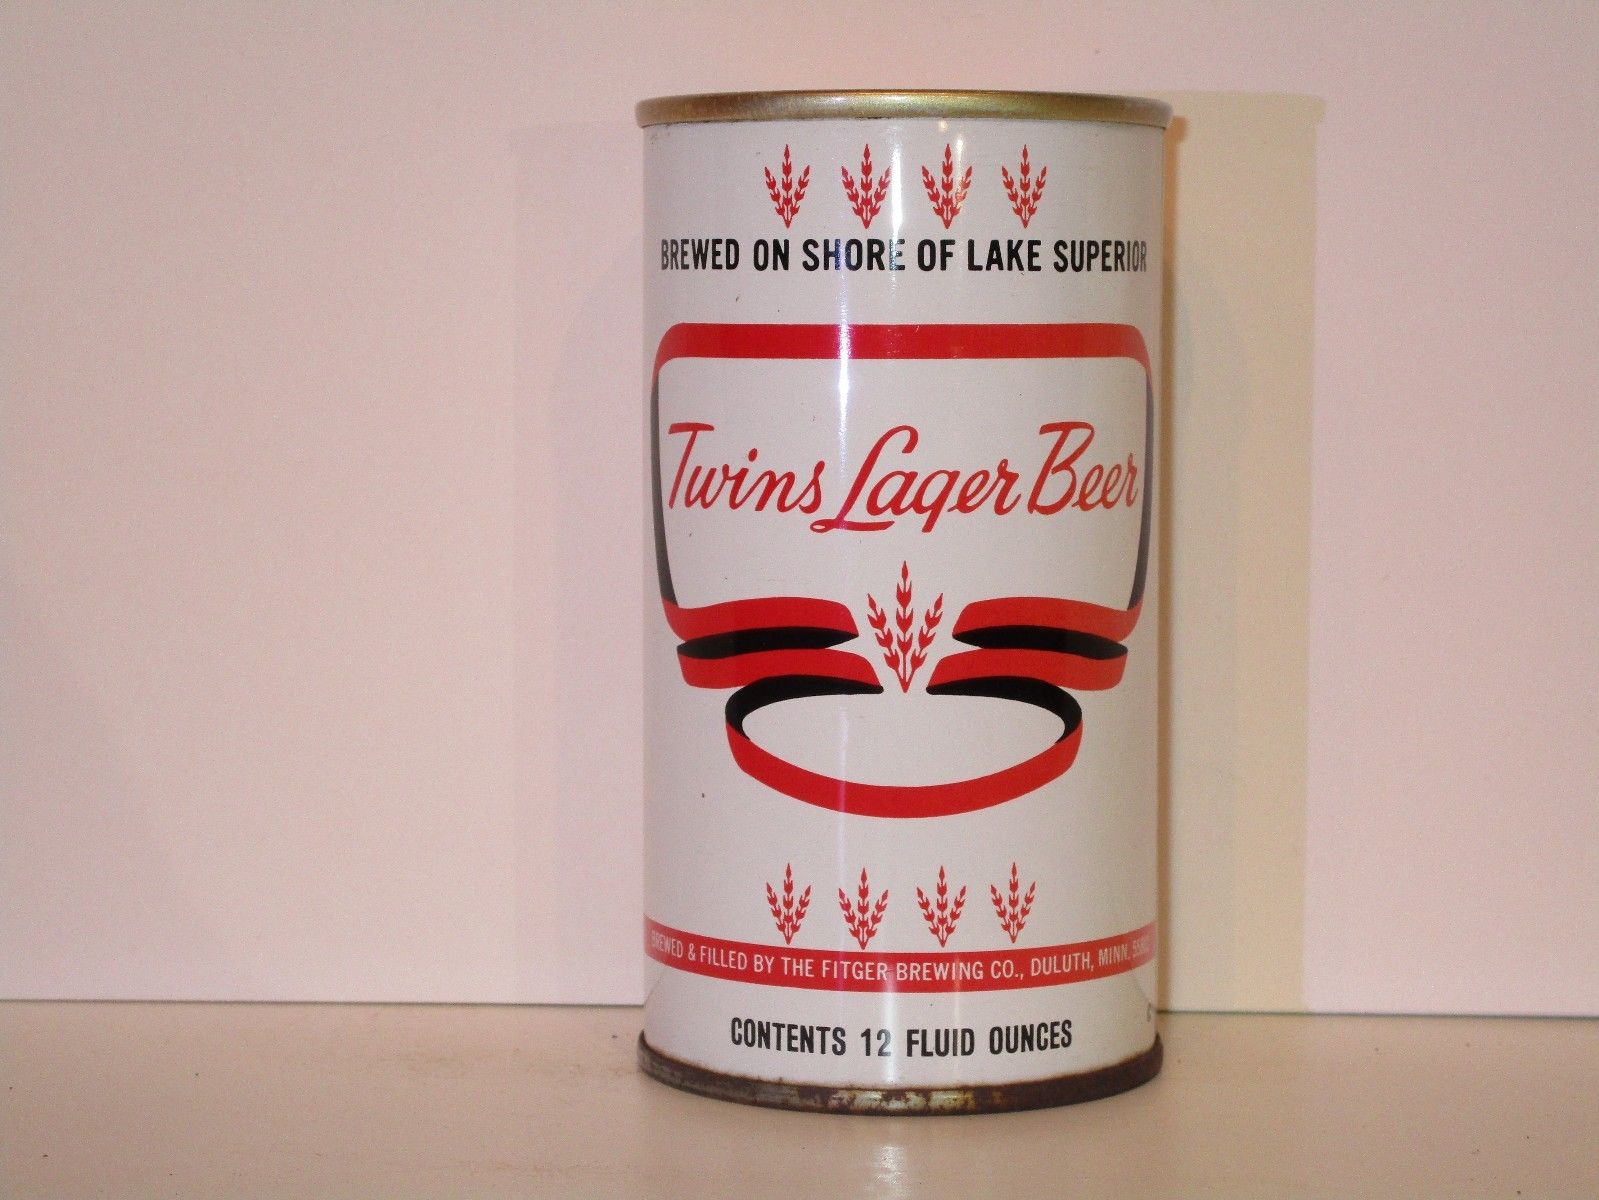 BREWED ON SHORE OF LAKE SUPERIOR
Twins Lager Beer
BREWED & FILLED BY THE FITGER BREWING CO., DULUTH, MINN.
CONTENTS 12 FLUID OUNCES